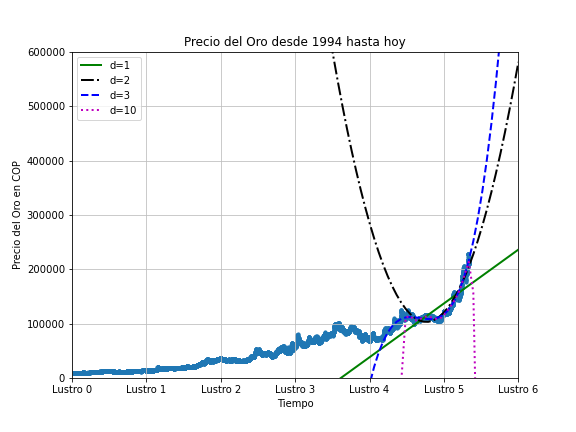 Precio del Oro desde 1994 hasta hoy
d=1
d=2
d=3
d=10
600000
500000
400000
300000
200000
100000
0
Precio del Oro en COP
Lustro 0 Lustro 1 Lustro 2 Lustro 3 Lustro 4 Lustro 5 Lustro 6
Tiempo